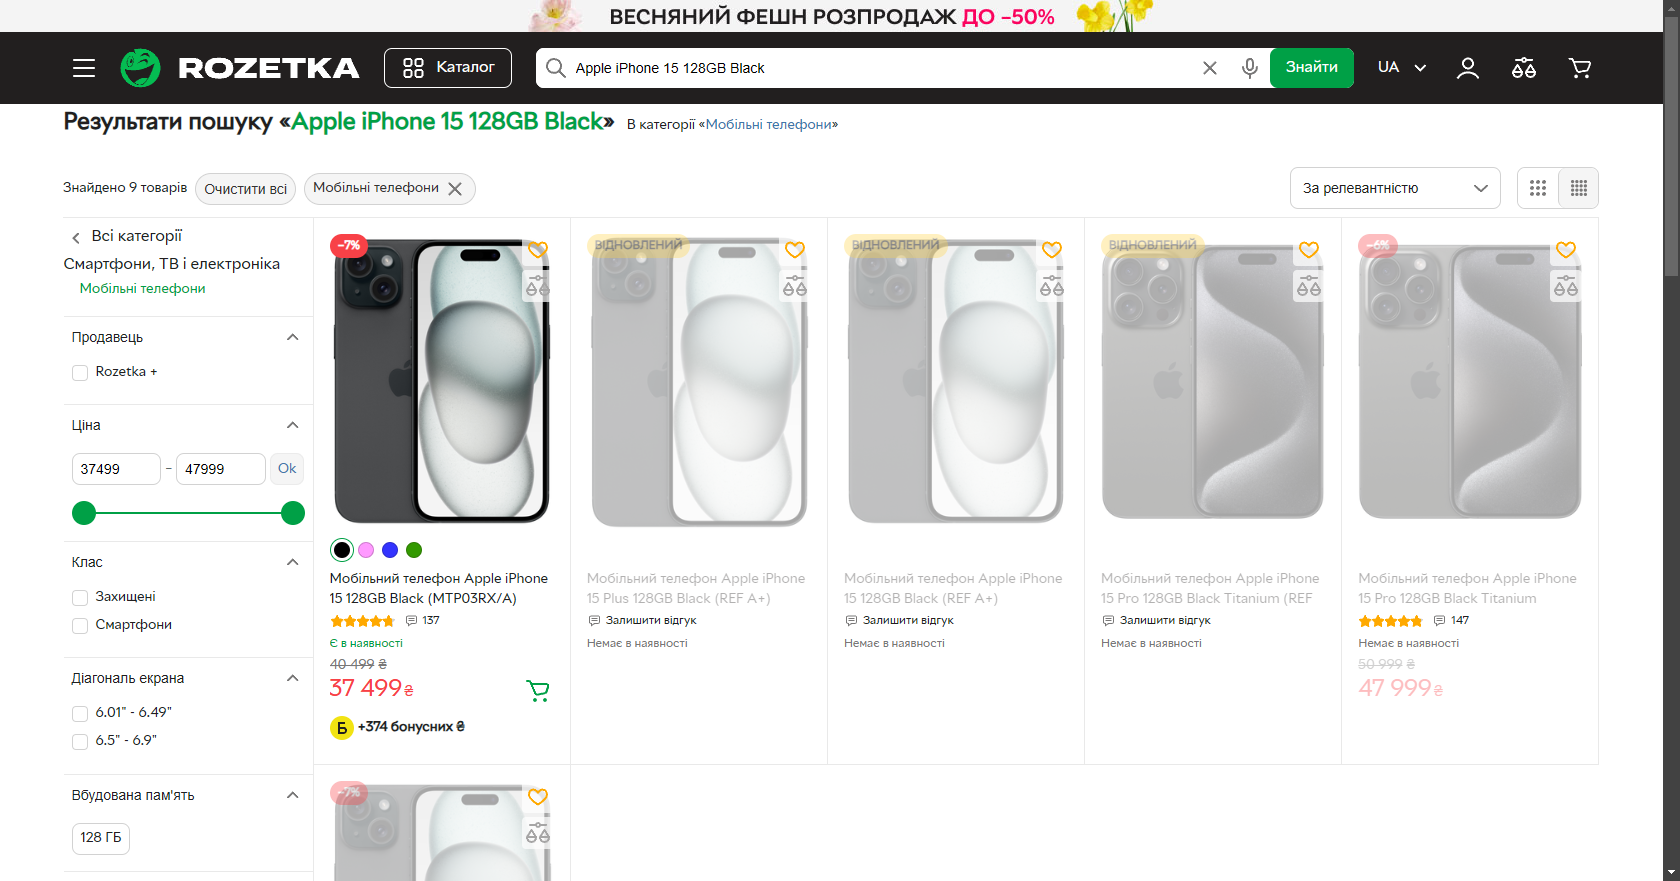 ВЕСНЯНИЙ ФЕШН РОЗПРОДАЖ ДО -50%
ROZETKA
Каталог
Apple iPhone 15 128GB Black
Знайти
UA
Результати пошуку «Apple iPhone 15 128GB Black» В категорії «Мобільні телефони»
Знайдено 9 товарів
Очистити всі
Мобільні телефони
За релевантністю
Всі категорії
Смартфони, ТВ і електроніка
Мобільні телефони
Продавець
Rozetka +
Ціна
37499 - 47999 Ok
Клас
Захищені
Смартфони
Діагональ екрана
6.01" - 6.49"
6.5" - 6.9"
Вбудована пам'ять
128 ГБ
-7%
Мобільний телефон Apple iPhone
15 128GB Black (MTP03RX/A)
137
Є в наявності
40 499 ₴
37 499 ₴
Б +374 бонусних ₴
ВІДНОВЛЕНИЙ
Мобільний телефон Apple iPhone
15 Plus 128GB Black (REF A+)
Залишити відгук
Немає в наявності
ВІДНОВЛЕНИЙ
Мобільний телефон Apple iPhone
15 128GB Black (REF A+)
Залишити відгук
Немає в наявності
ВІДНОВЛЕНИЙ
Мобільний телефон Apple iPhone
15 Pro 128GB Black Titanium (REF
Залишити відгук
Немає в наявності
-6%
Мобільний телефон Apple iPhone
15 Pro 128GB Black Titanium
147
Немає в наявності
50 999 ₴
47 999 ₴
-7%